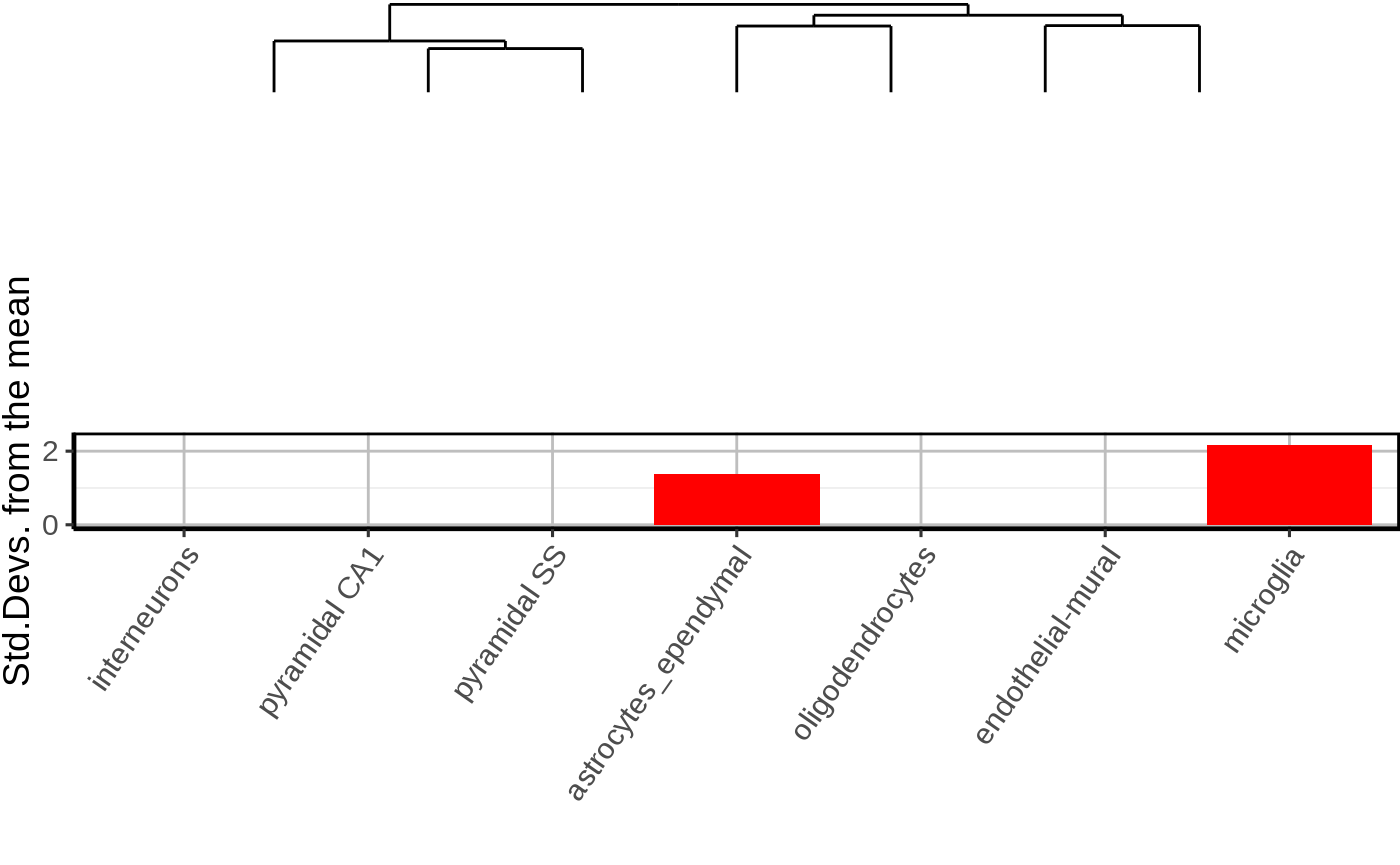 Std.Devs. from the mean
2
0
interneurons
pyramidal CA1
pyramidal SS
astrocytes_ependymal
oligodendrocytes
endothelial-mural
microglia